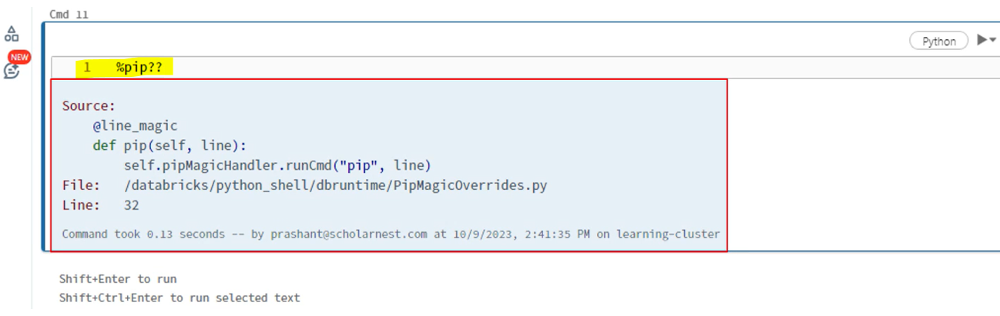 Cmd 11
NEW
Python
1 %pip??
Source:
@line_magic
def pip(self, line):
self.pipMagicHandler.runCmd("pip", line)
File: /databricks/python_shell/dbruntime/PipMagicOverrides.py
Line: 32
Command took 0.13 seconds -- by prashant@scholarnest.com at 10/9/2023, 2:41:35 PM on learning-cluster
Shift+Enter to run
Shift+Ctrl+Enter to run selected text